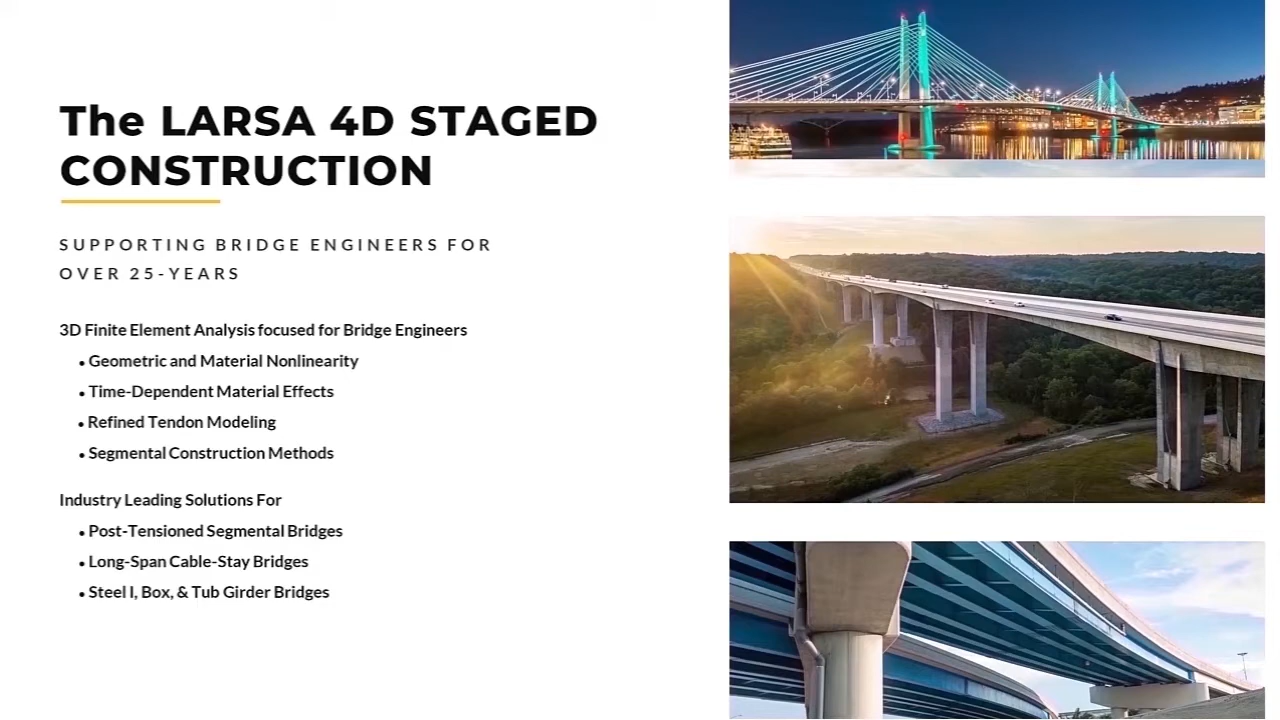 The LARSA 4D STAGED
CONSTRUCTION
SUPPORTING BRIDGE ENGINEERS FOR
OVER 25-YEARS
3D Finite Element Analysis focused for Bridge Engineers
• Geometric and Material Nonlinearity
• Time-Dependent Material Effects
• Refined Tendon Modeling
• Segmental Construction Methods
Industry Leading Solutions For
• Post-Tensioned Segmental Bridges
• Long-Span Cable-Stay Bridges
• Steel I, Box, & Tub Girder Bridges